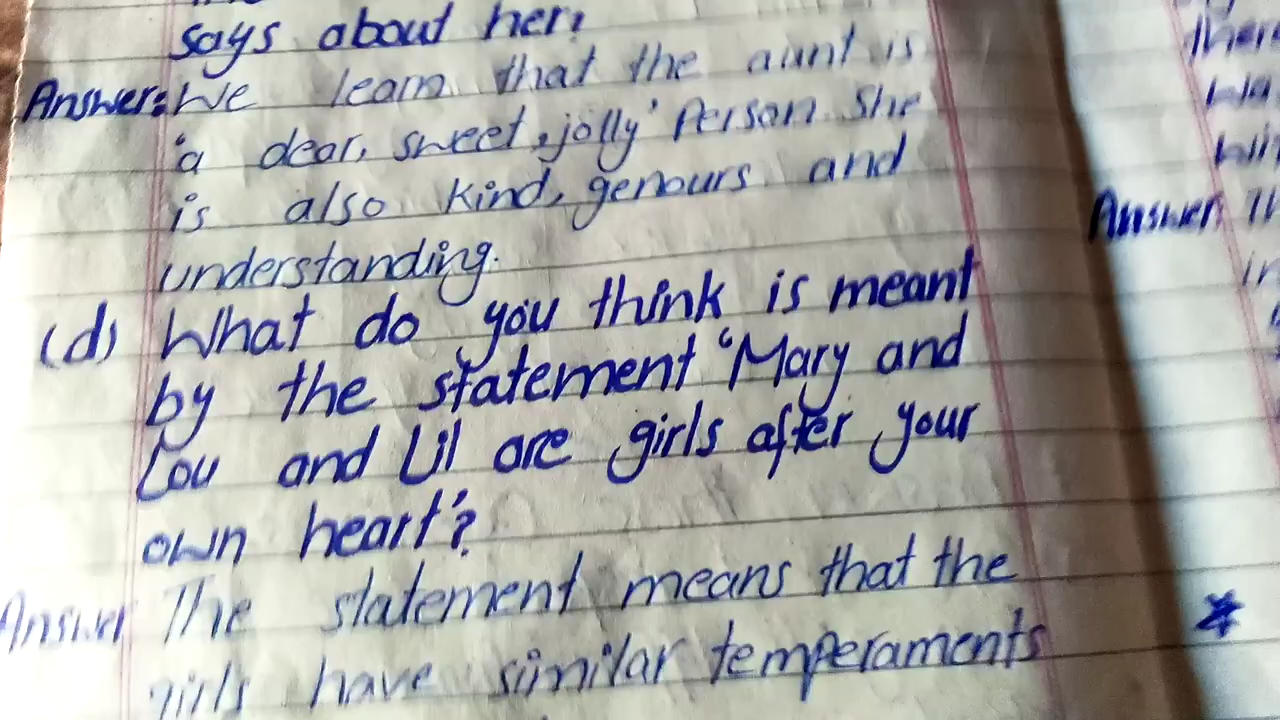 says about her?
Answer: We learn that the aunt is
'a dear, sweet, jolly' Person. She
is also kind, genours and
understanding.
(d) What do you think is meant
by the statement 'Mary and
Lou and Lil are girls after your
own heart'?
Answer The statement means that the
girls have similar temperaments
Answer